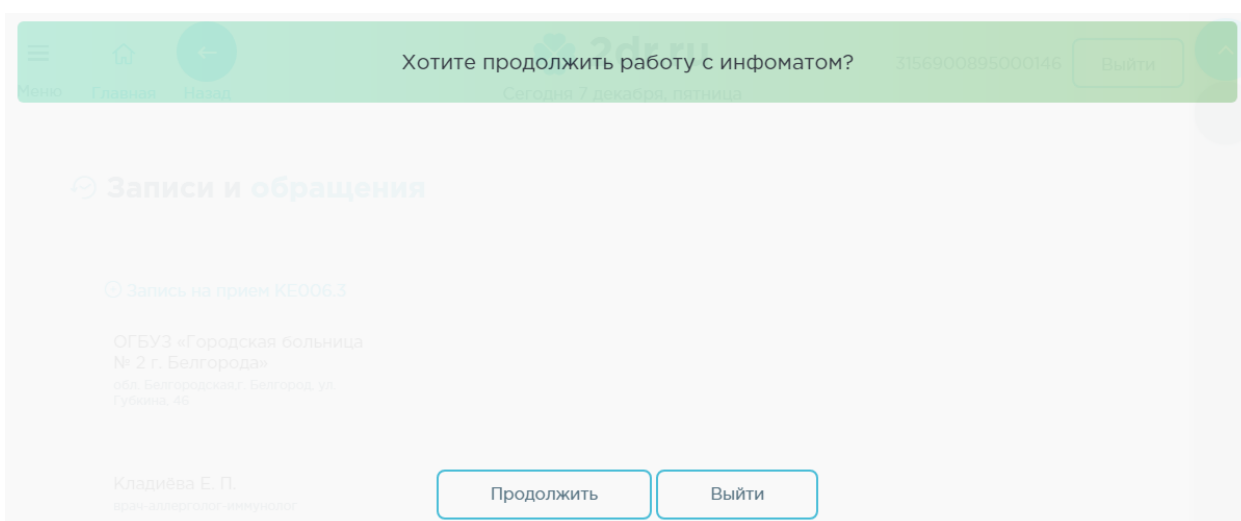 Хотите продолжить работу с инфоматом?
2dr.ru
3156900895000146
Выйти
Меню
Главная
Назад
Сегодня 7 декабря, пятница
Записи и обращения
Запись на прием KE006.3
ОГБУЗ «Городская больница
№ 2 г. Белгорода»
обл. Белгородская г. Белгород, ул.
Губкина, 46
Кладиёва Е. П.
врач-аллерголог-иммунолог
Продолжить
Выйти